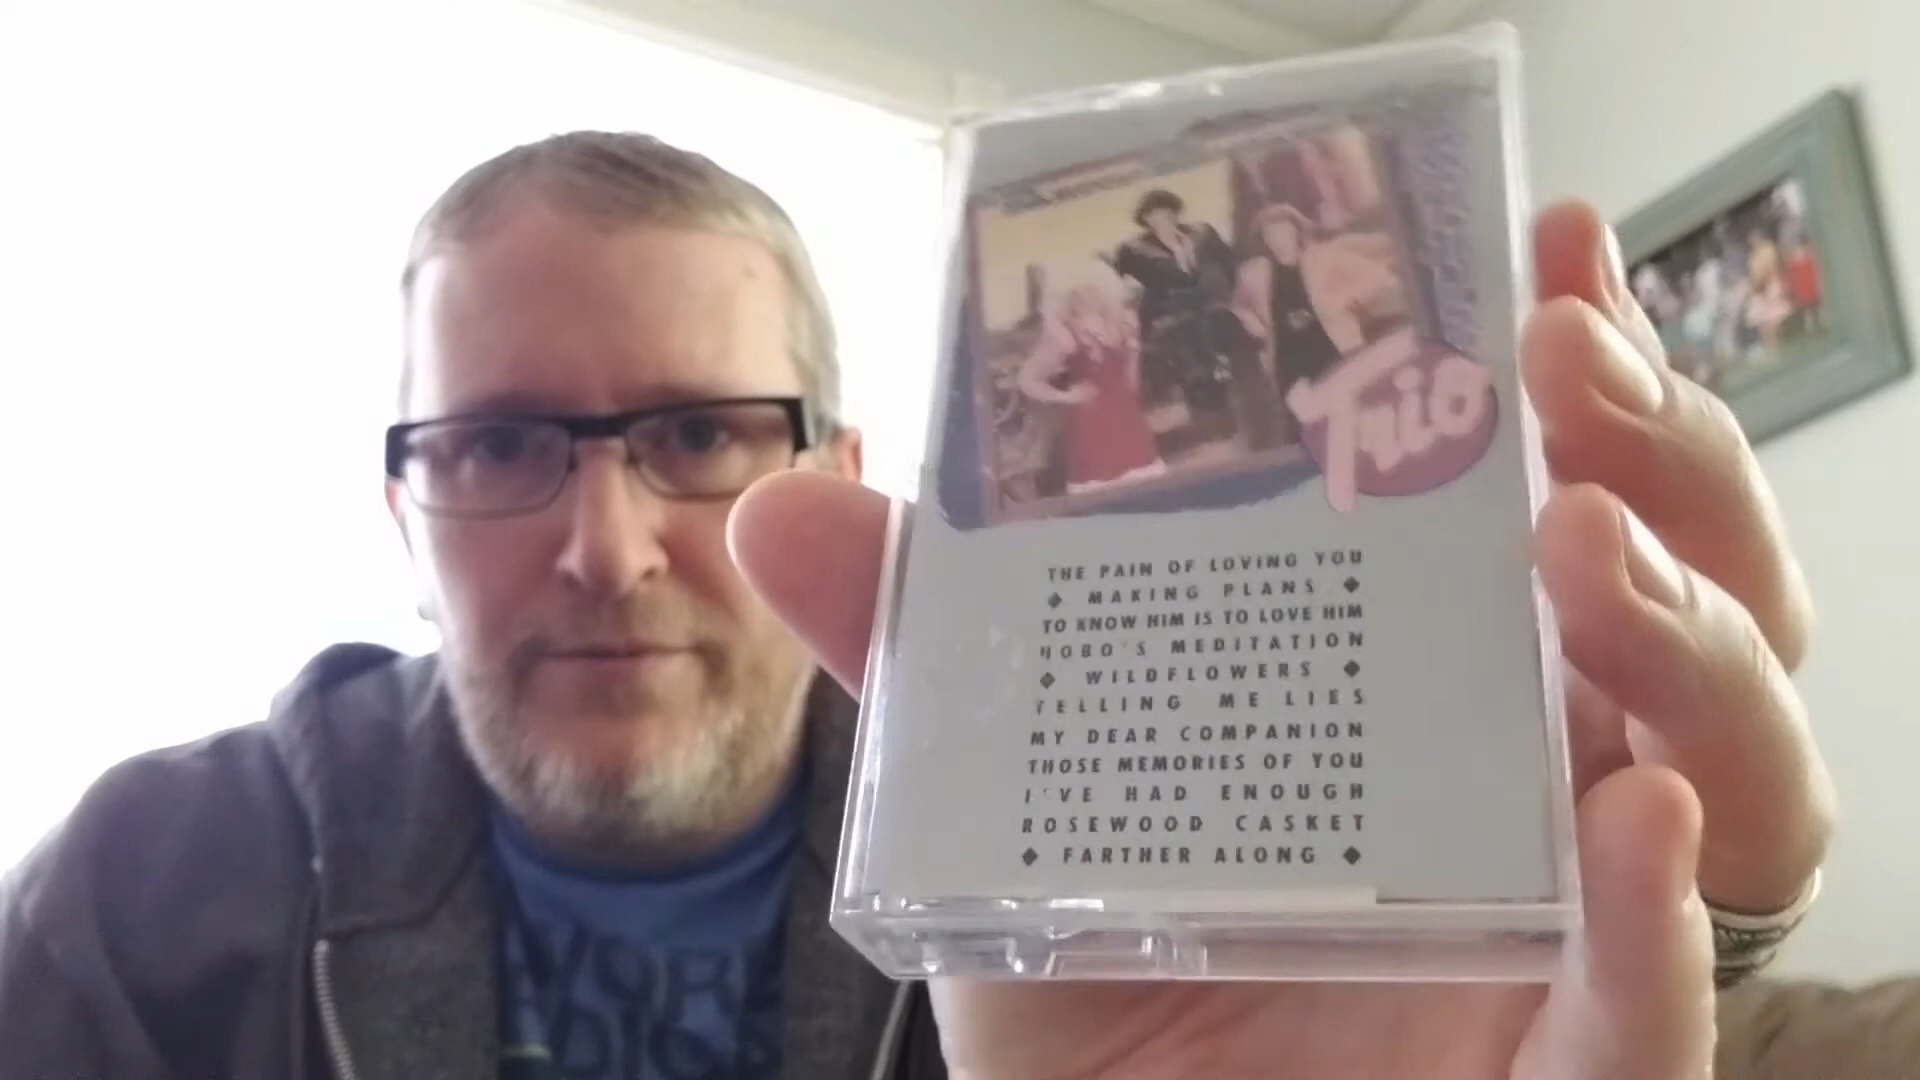 Trio
THE PAIN OF LOVING YOU
◆ MAKING PLANS ◆
TO KNOW HIM IS TO LOVE HIM
HOBO'S MEDITATION
◆ WILDFLOWERS ◆
TELLING ME LIES
MY DEAR COMPANION
THOSE MEMORIES OF YOU
I'VE HAD ENOUGH
ROSEWOOD CASKET
◆ FARTHER ALONG ◆